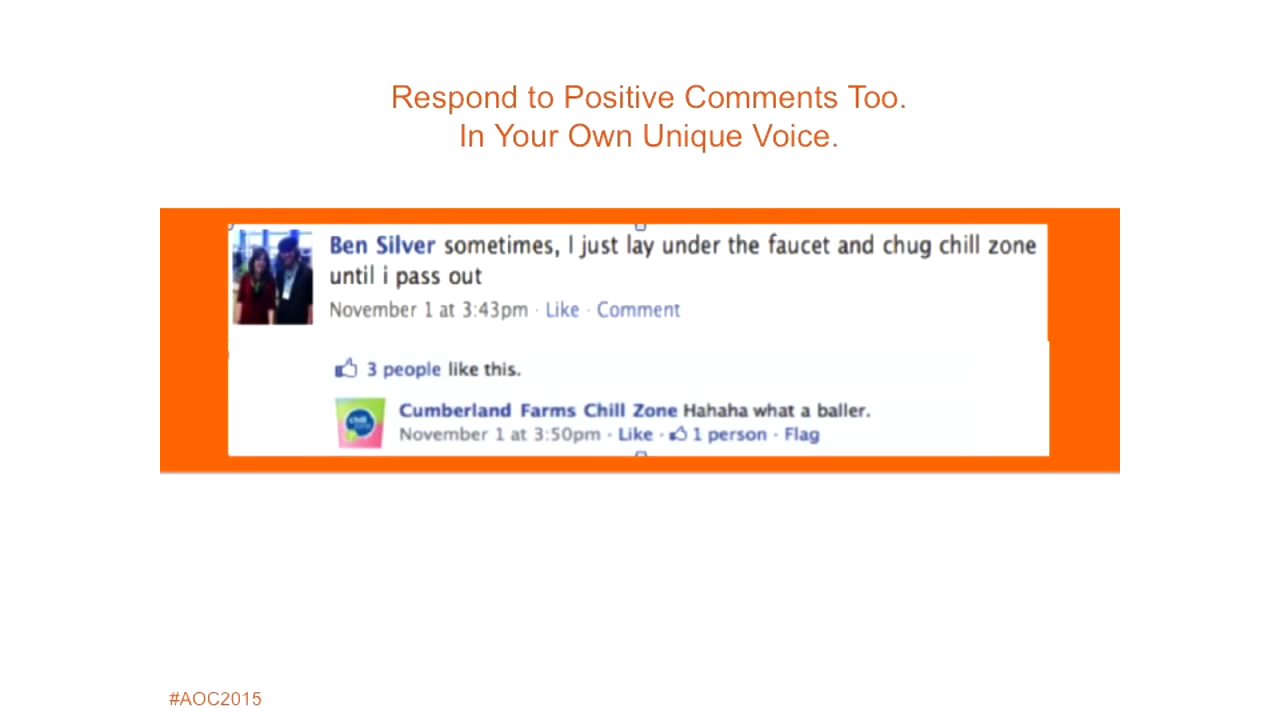 Respond to Positive Comments Too.
In Your Own Unique Voice.
Ben Silver sometimes, I just lay under the faucet and chug chill zone
until i pass out
November 1 at 3:43pm · Like · Comment
3 people like this.
chill
Cumberland Farms Chill Zone Hahaha what a baller.
November 1 at 3:50pm · Like · 1 person · Flag
#AOC2015